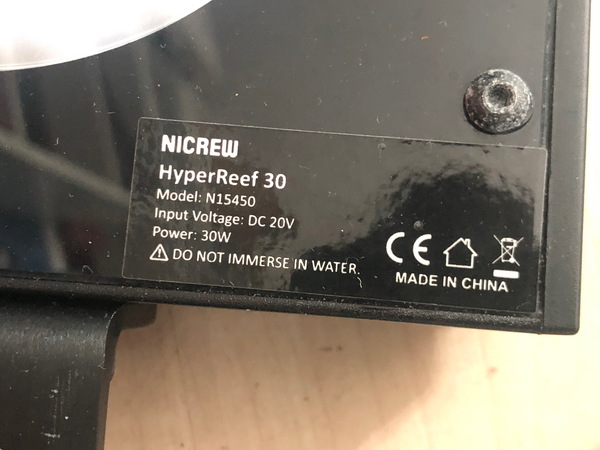 NICREW
HyperReef 30
Model: N15450
Input Voltage: DC 20V
Power: 30W
DO NOT IMMERSE IN WATER.
CE
MADE IN CHINA